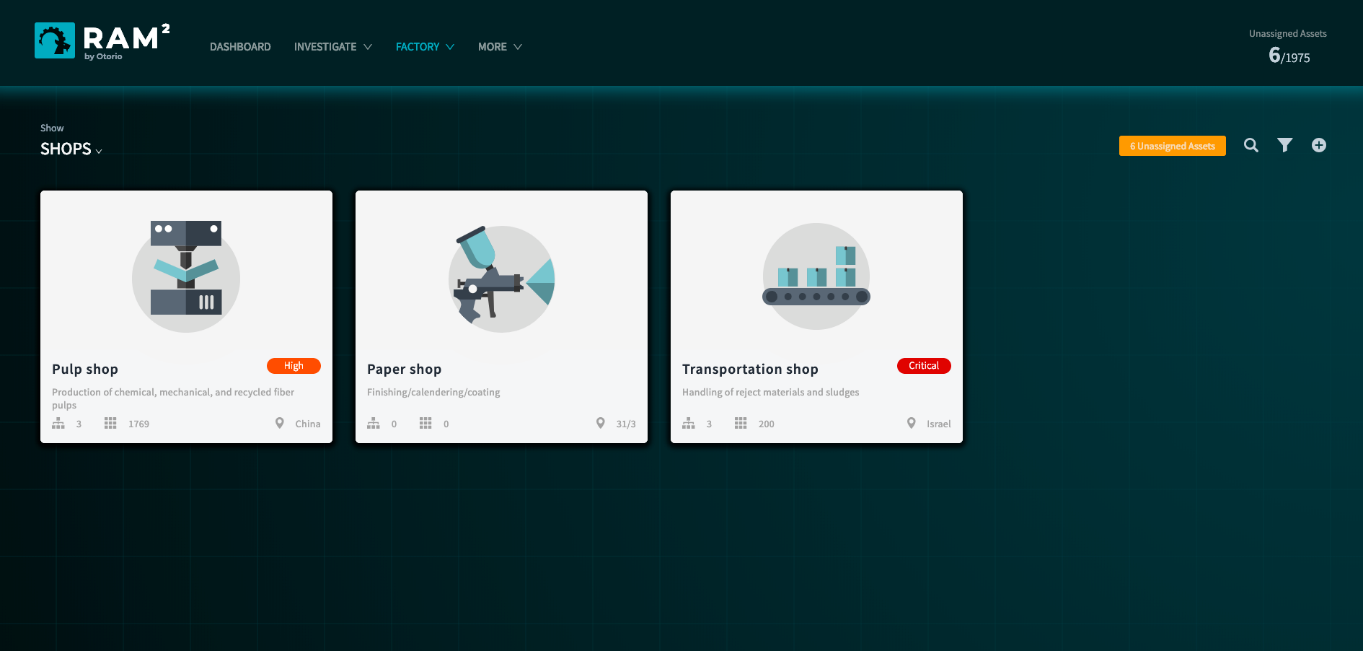 RAM²
by Otorio
DASHBOARD
INVESTIGATE
FACTORY
MORE
Unassigned Assets
6/1975
Show
SHOPS
6 Unassigned Assets
Pulp shop
High
Production of chemical, mechanical, and recycled fiber
pulps
3
1769
China
Paper shop
Finishing/calendering/coating
0
0
31/3
Transportation shop
Critical
Handling of reject materials and sludges
3
200
Israel